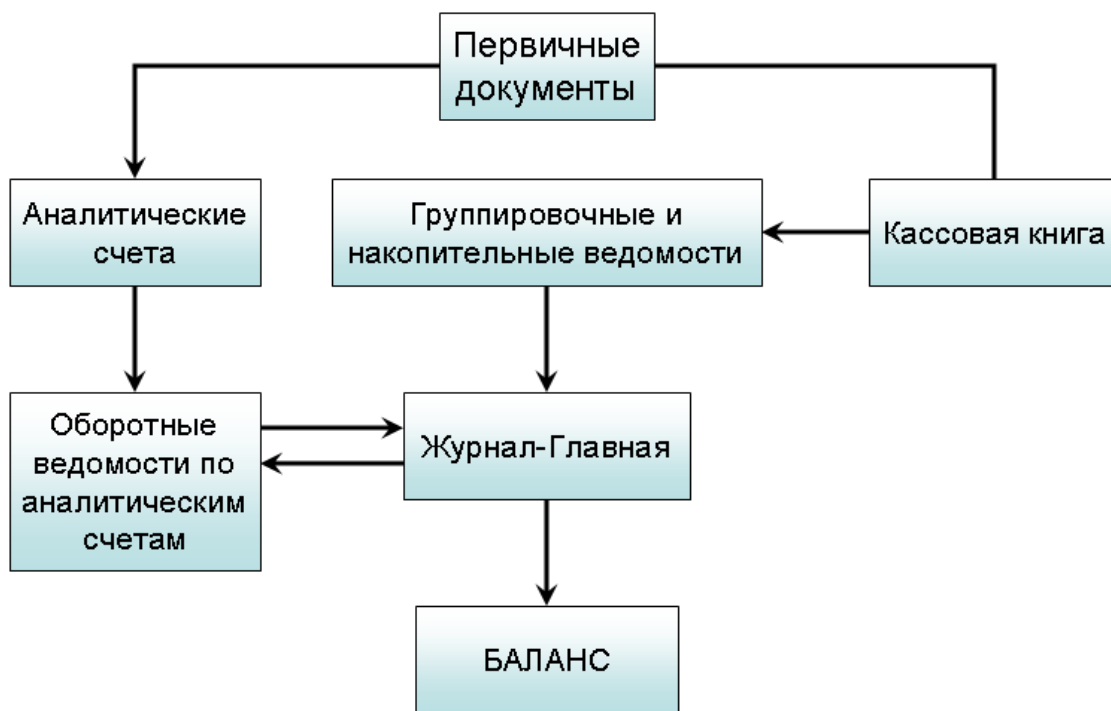 Первичные
документы
Аналитические
счета
Группировочные и
накопительные ведомости
Кассовая книга
Оборотные
ведомости по
аналитическим
счетам
Журнал-Главная
БАЛАНС